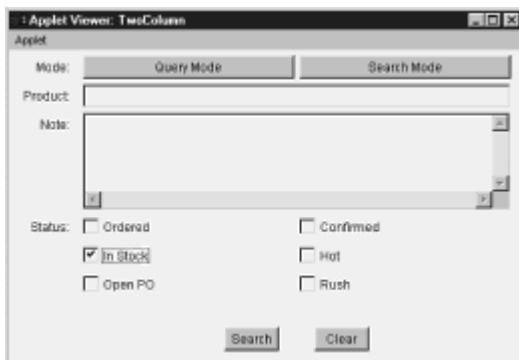 Applet Viewer: TwoColumn
Applet
Mode: Query Mode Search Mode
Product:
Note:
Status: Ordered Confirmed
In Stock Hot
Open PO Rush
Search Clear